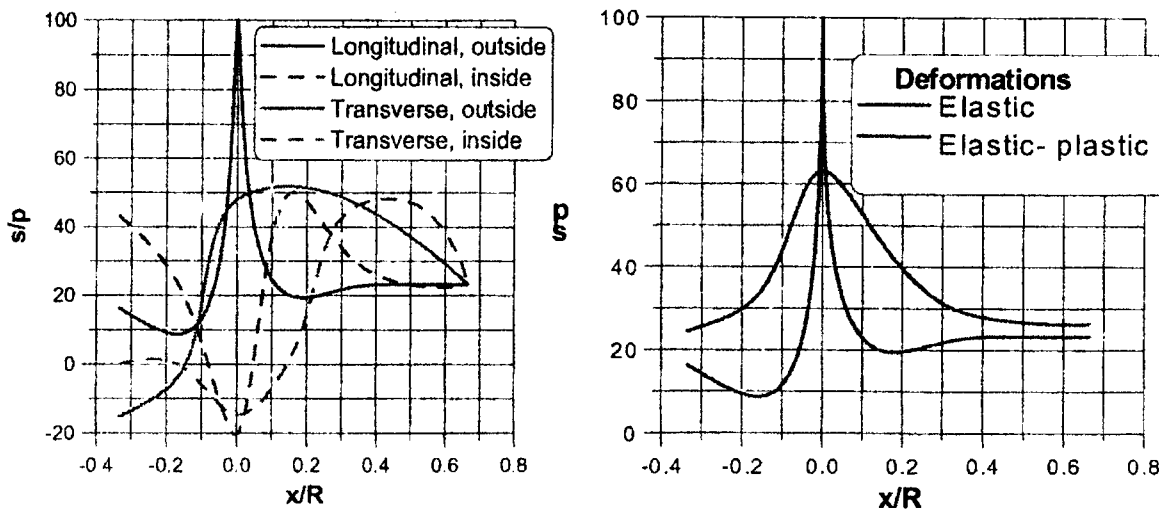 100
80
60
40
20
0
-20
s/p
Longitudinal, outside
Longitudinal, inside
Transverse, outside
Transverse, inside
-0.4 -0.2 0.0 0.2 0.4 0.6 0.8
x/R
100
80
60
40
20
0
Deformations
Elastic
Elastic- plastic
-0.4 -0.2 0.0 0.2 0.4 0.6 0.8
x/R